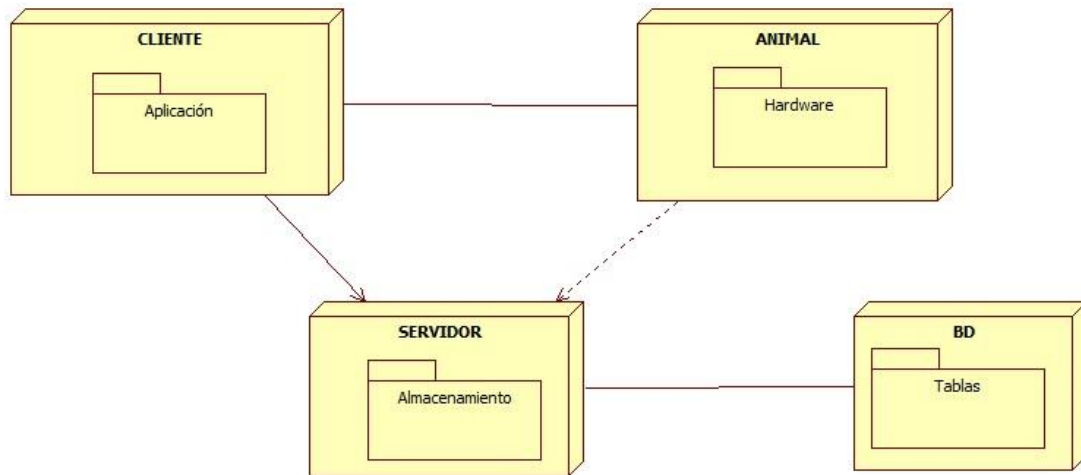 CLIENTE
Aplicación
ANIMAL
Hardware
SERVIDOR
Almacenamiento
BD
Tablas